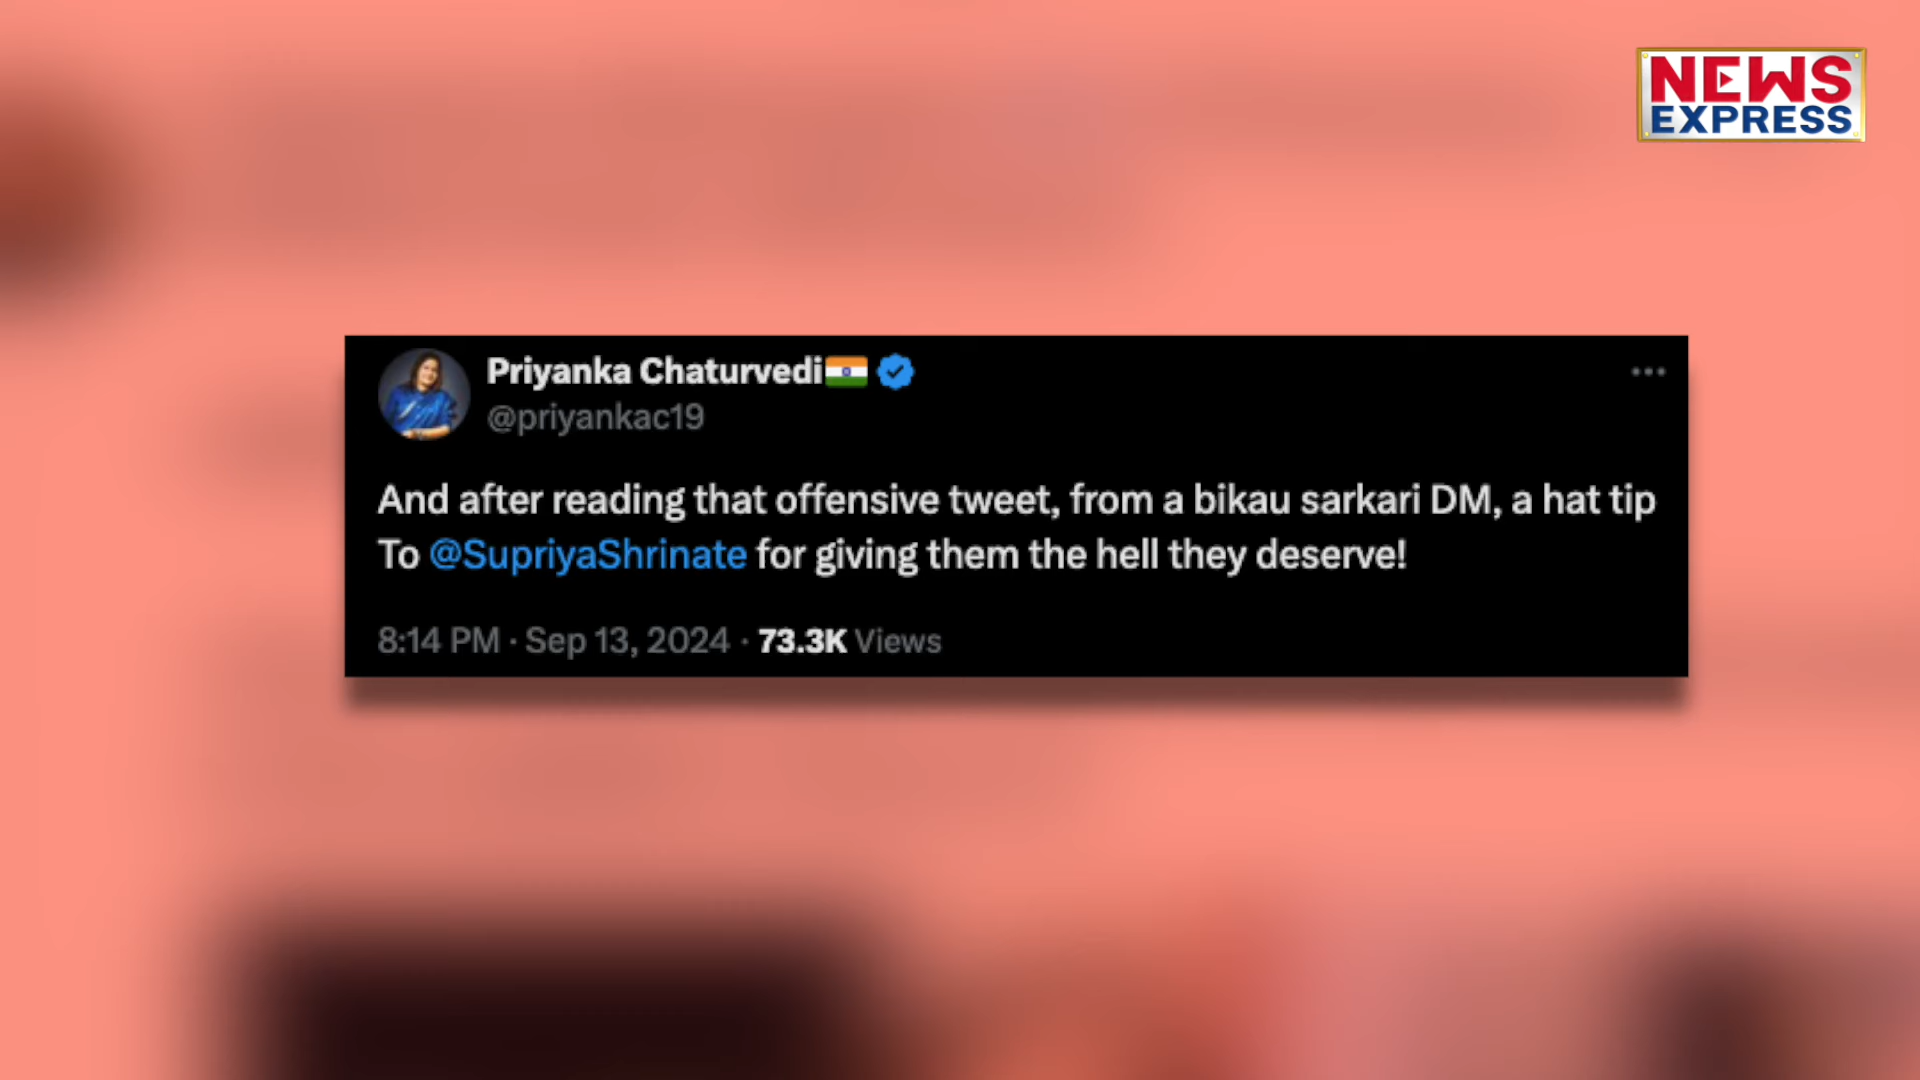 NEWS
EXPRESS
Priyanka Chaturvedi🇮🇳
@priyankac19
And after reading that offensive tweet, from a bikau sarkari DM, a hat tip
To @SupriyaShrinate for giving them the hell they deserve!
8:14 PM · Sep 13, 2024 · 73.3K Views